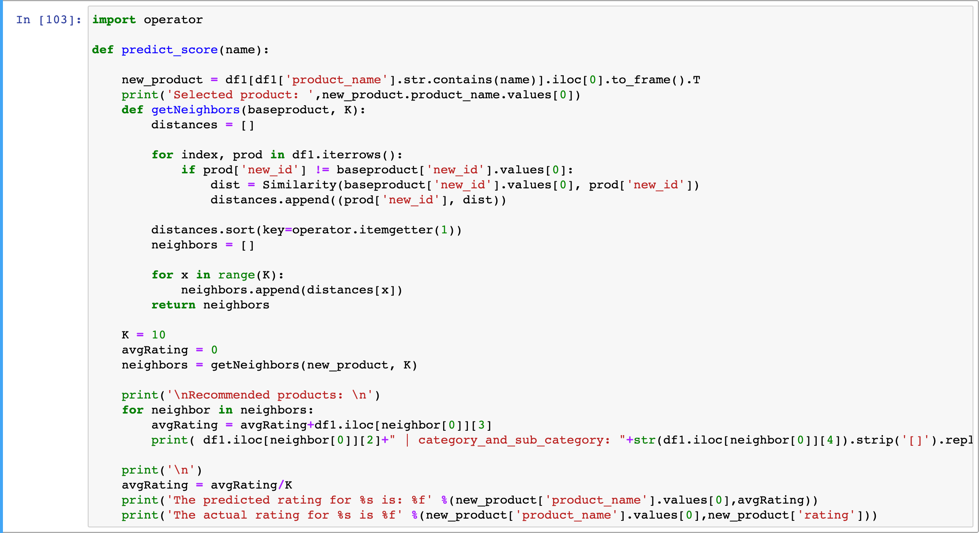 In [103]: import operator
def predict_score(name):
    new_product = df1[df1['product_name'].str.contains(name)].iloc[0].to_frame().T
    print('Selected product: ',new_product.product_name.values[0])
    def getNeighbors(baseproduct, K):
        distances = []
        for index, prod in df1.iterrows():
            if prod['new_id'] != baseproduct['new_id'].values[0]:
                dist = Similarity(baseproduct['new_id'].values[0], prod['new_id'])
                distances.append((prod['new_id'], dist))
        distances.sort(key=operator.itemgetter(1))
        neighbors = []
        for x in range(K):
            neighbors.append(distances[x])
        return neighbors
    K = 10
    avgRating = 0
    neighbors = getNeighbors(new_product, K)
    print('\nRecommended products: \n')
    for neighbor in neighbors:
        avgRating = avgRating+df1.iloc[neighbor[0]][3]
        print( df1.iloc[neighbor[0]][2]+" | category_and_sub_category: "+str(df1.iloc[neighbor[0]][4]).strip('[]').repl
    print('\n')
    avgRating = avgRating/K
    print('The predicted rating for %s is: %f' %(new_product['product_name'].values[0],avgRating))
    print('The actual rating for %s is %f' %(new_product['product_name'].values[0],new_product['rating']))